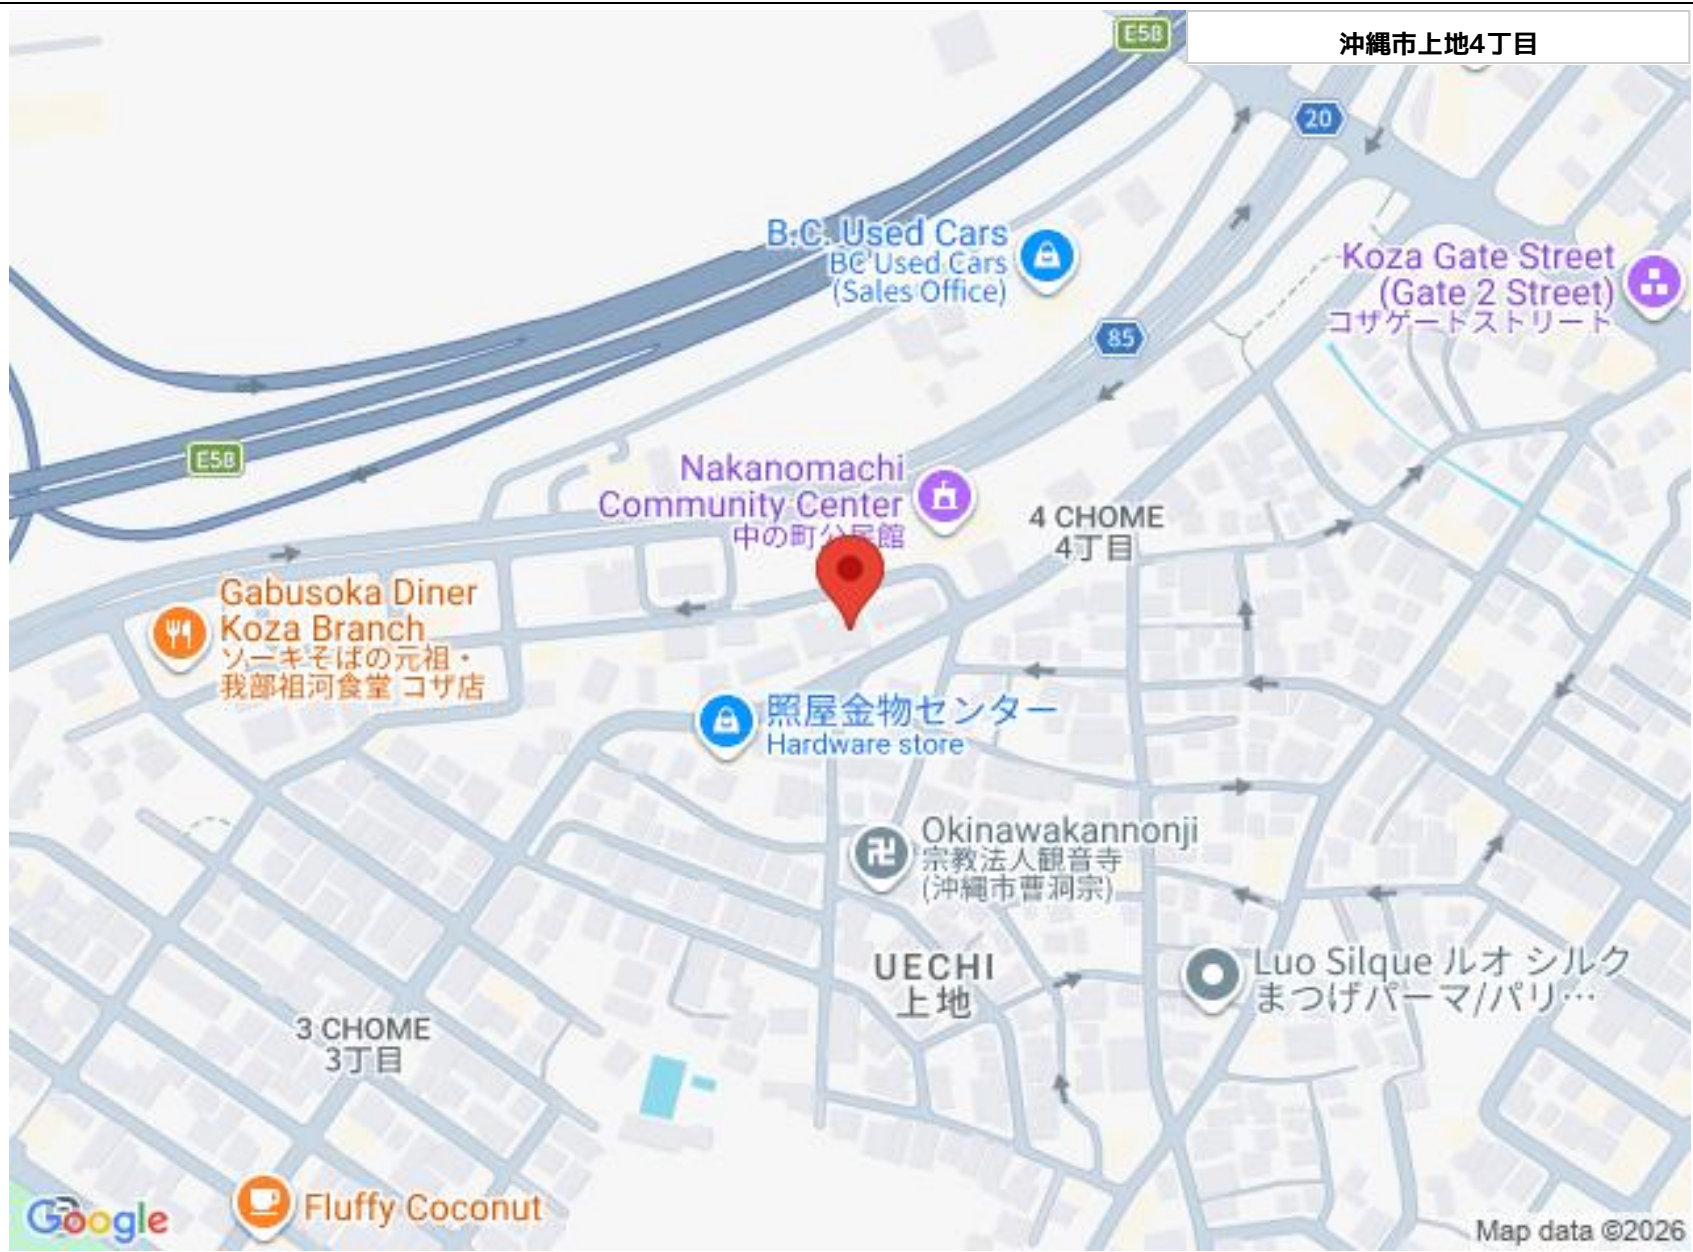 沖縄市上地4丁目
E58
20
B.C. Used Cars
BC Used Cars
(Sales Office)
Koza Gate Street
(Gate 2 Street)
コザゲートストリート
85
E58
Nakanomachi
Community Center
4 CHOME
4丁目
Gabusoka Diner
Koza Branch
ソーキそばの元祖・
我部祖河食堂 コザ店
照屋金物センター
Hardware store
Okinawakannonji
宗教法人観音寺
(沖縄市曹洞宗)
UECHI
上地
Luo Silque ルオ シルク
まつげパーマ/パリ…
3 CHOME
3丁目
Fluffy Coconut
Google
Map data ©2026